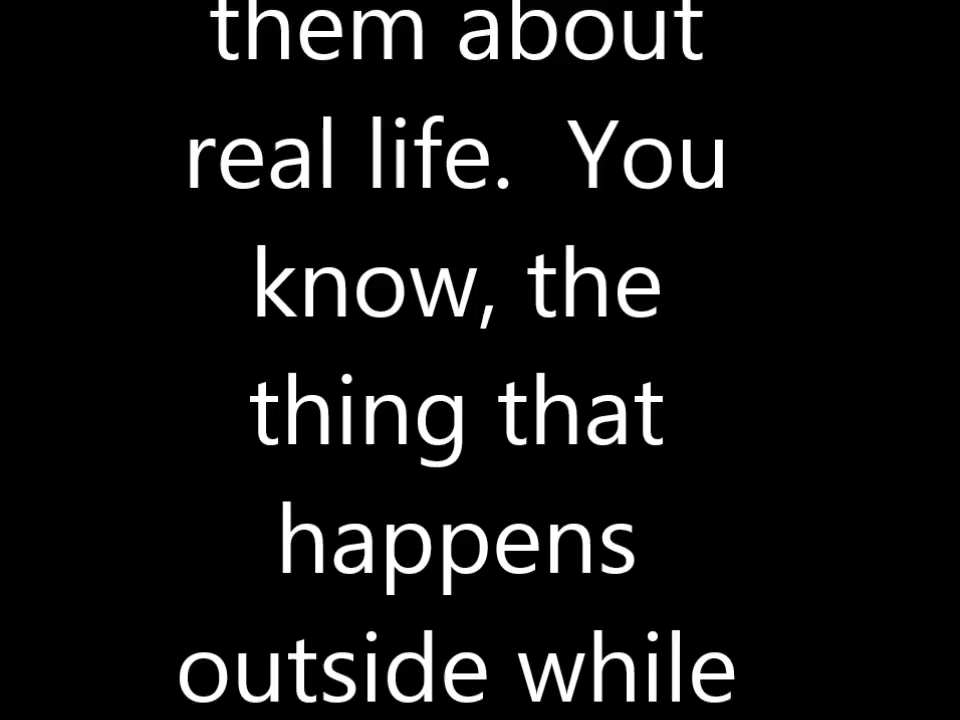 them about
real life.  You
know, the
thing that
happens
outside while